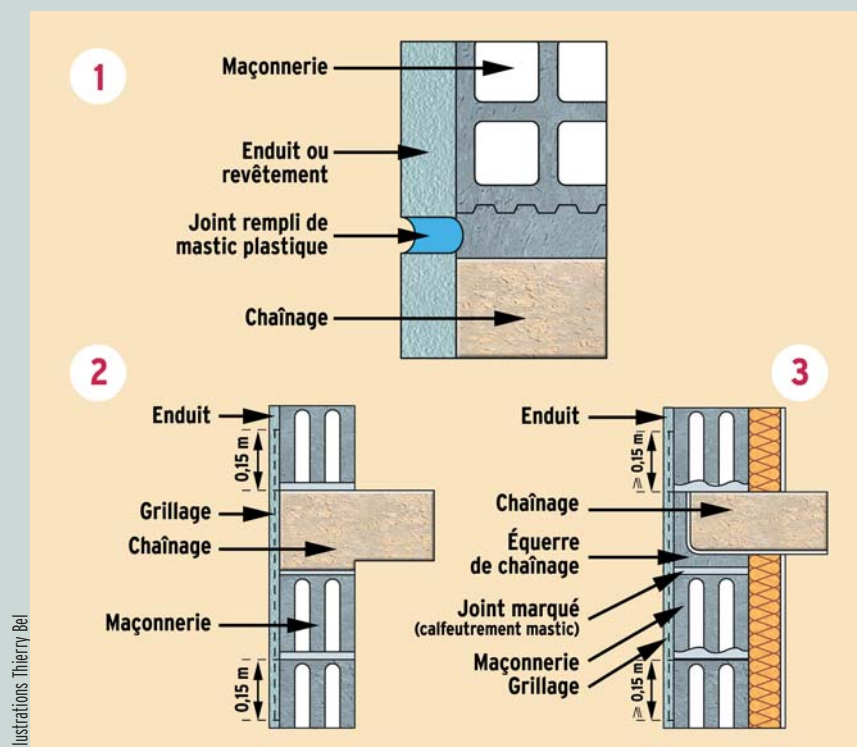 1
Maçonnerie
Enduit ou
revêtement
Joint rempli de
mastic plastique
Chaînage
2
Enduit
0,15 m
Grillage
Chaînage
Maçonnerie
0,15 m
3
Enduit
⩾ 0,15 m
Chaînage
Équerre
de chaînage
Joint marqué
(calfeutrement mastic)
Maçonnerie
Grillage
⩾ 0,15 m
lustrations Thierry Bel